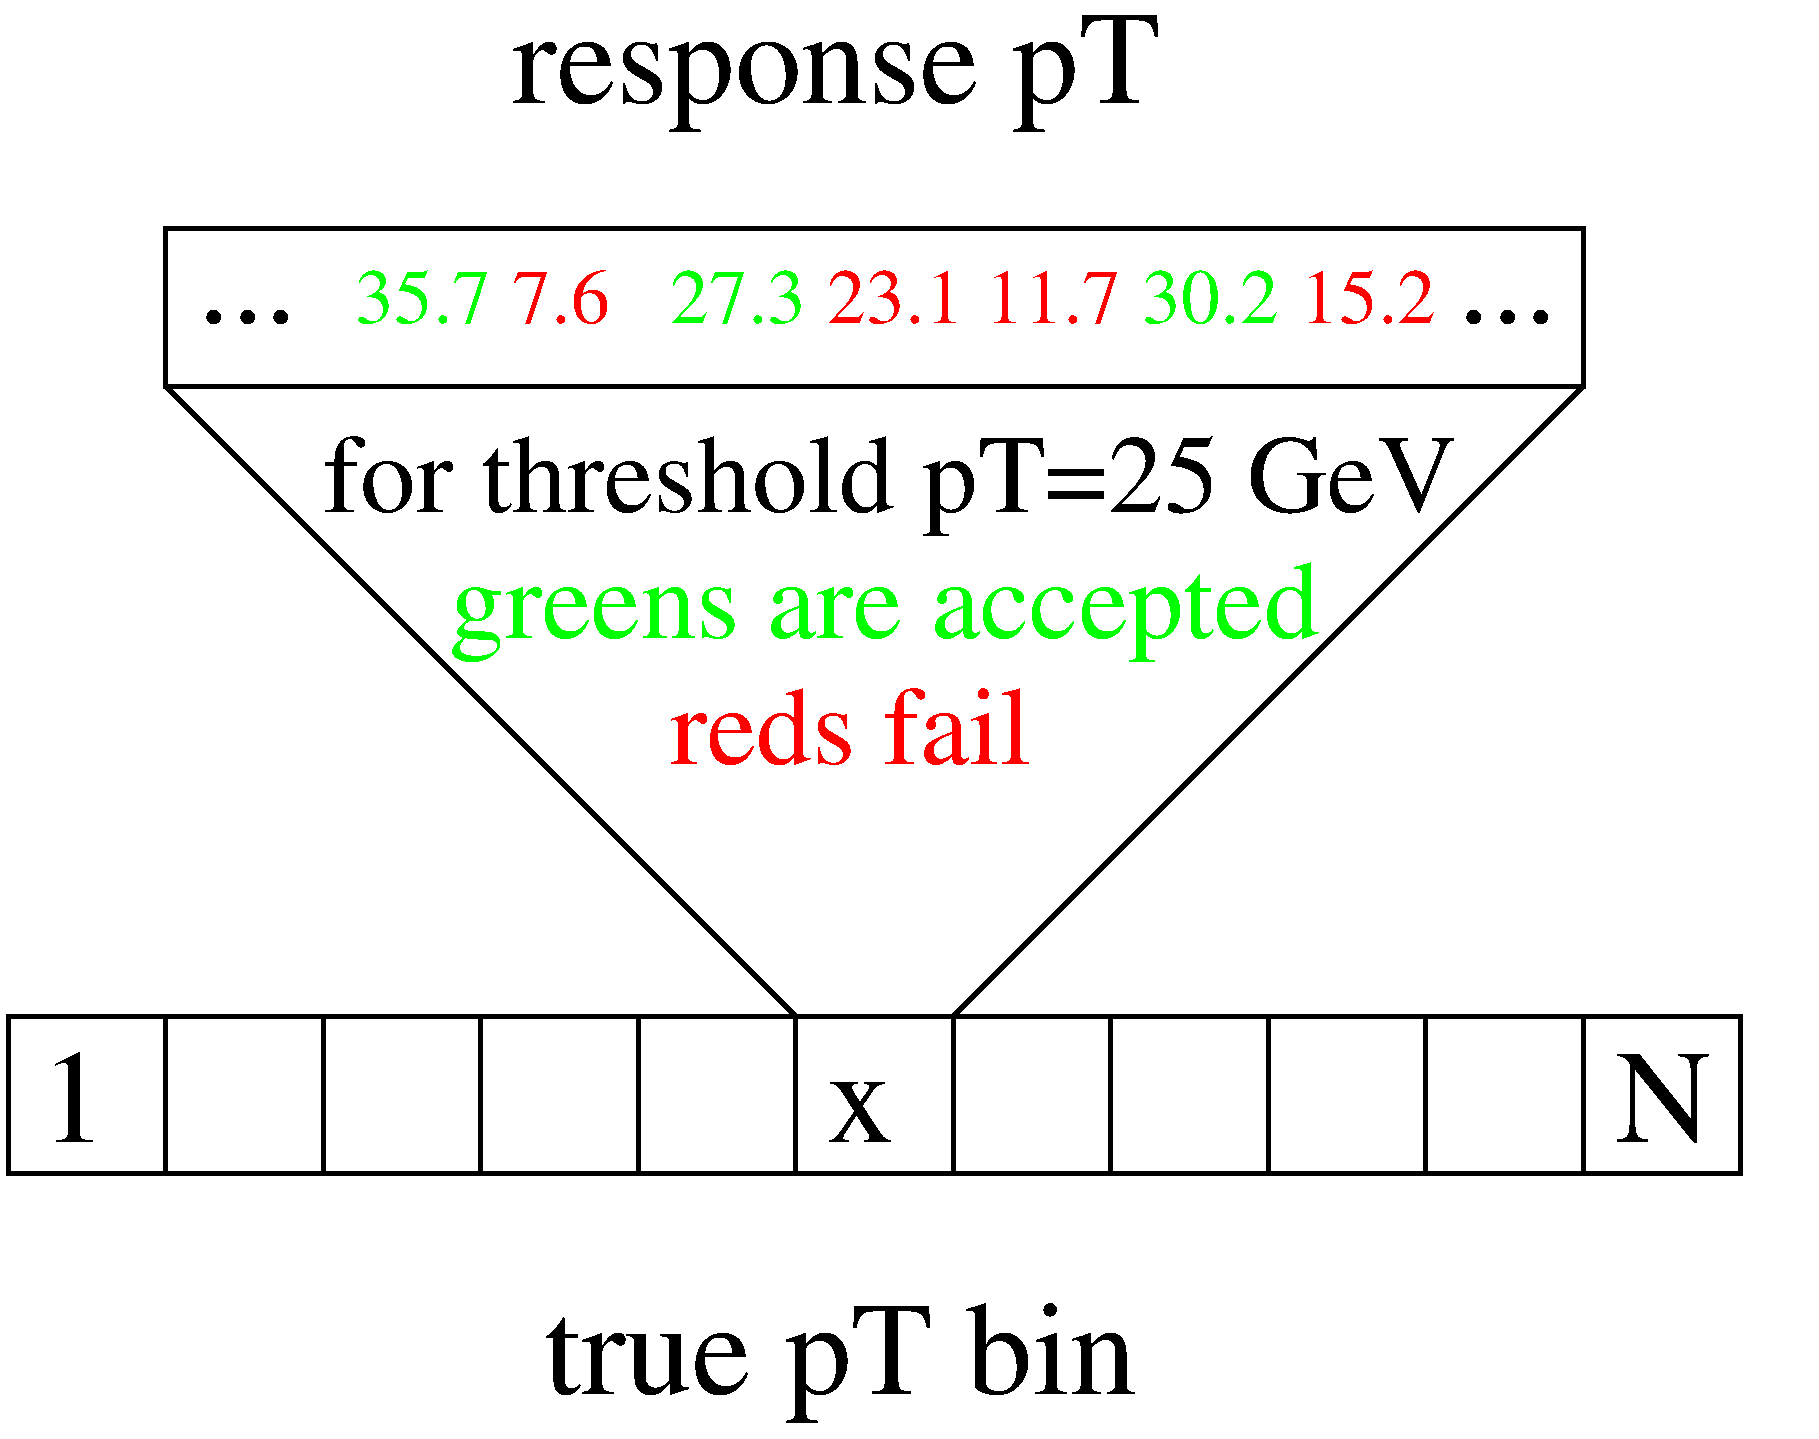 response pT
... 35.7 7.6 27.3 23.1 11.7 30.2 15.2 ...
for threshold pT=25 GeV
greens are accepted
reds fail
1 x N
true pT bin